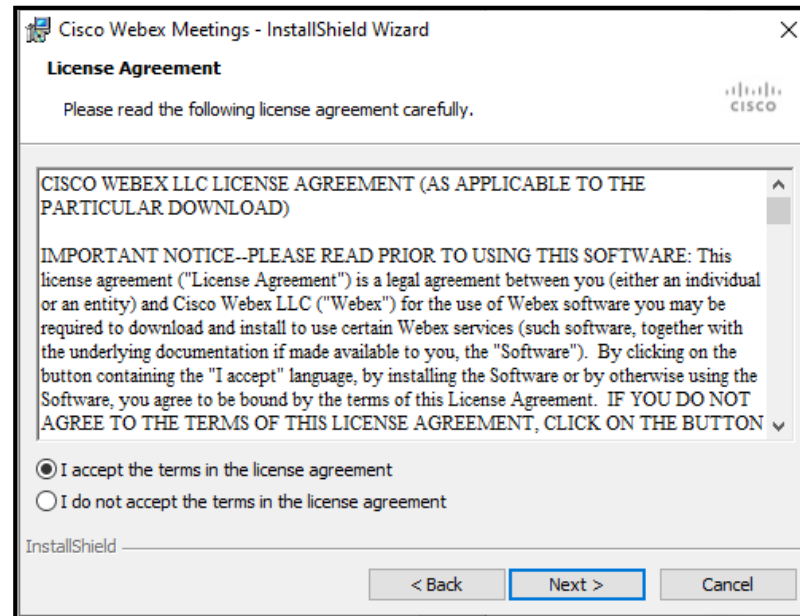 Cisco Webex Meetings - InstallShield Wizard
License Agreement
Please read the following license agreement carefully.
CISCO
CISCO WEBEX LLC LICENSE AGREEMENT (AS APPLICABLE TO THE
PARTICULAR DOWNLOAD)
IMPORTANT NOTICE--PLEASE READ PRIOR TO USING THIS SOFTWARE: This
license agreement ("License Agreement") is a legal agreement between you (either an individual
or an entity) and Cisco Webex LLC ("Webex") for the use of Webex software you may be
required to download and install to use certain Webex services (such software, together with
the underlying documentation if made available to you, the "Software").  By clicking on the
button containing the "I accept" language, by installing the Software or by otherwise using the
Software, you agree to be bound by the terms of this License Agreement.  IF YOU DO NOT
AGREE TO THE TERMS OF THIS LICENSE AGREEMENT, CLICK ON THE BUTTON
I accept the terms in the license agreement
I do not accept the terms in the license agreement
InstallShield
< Back
Next >
Cancel